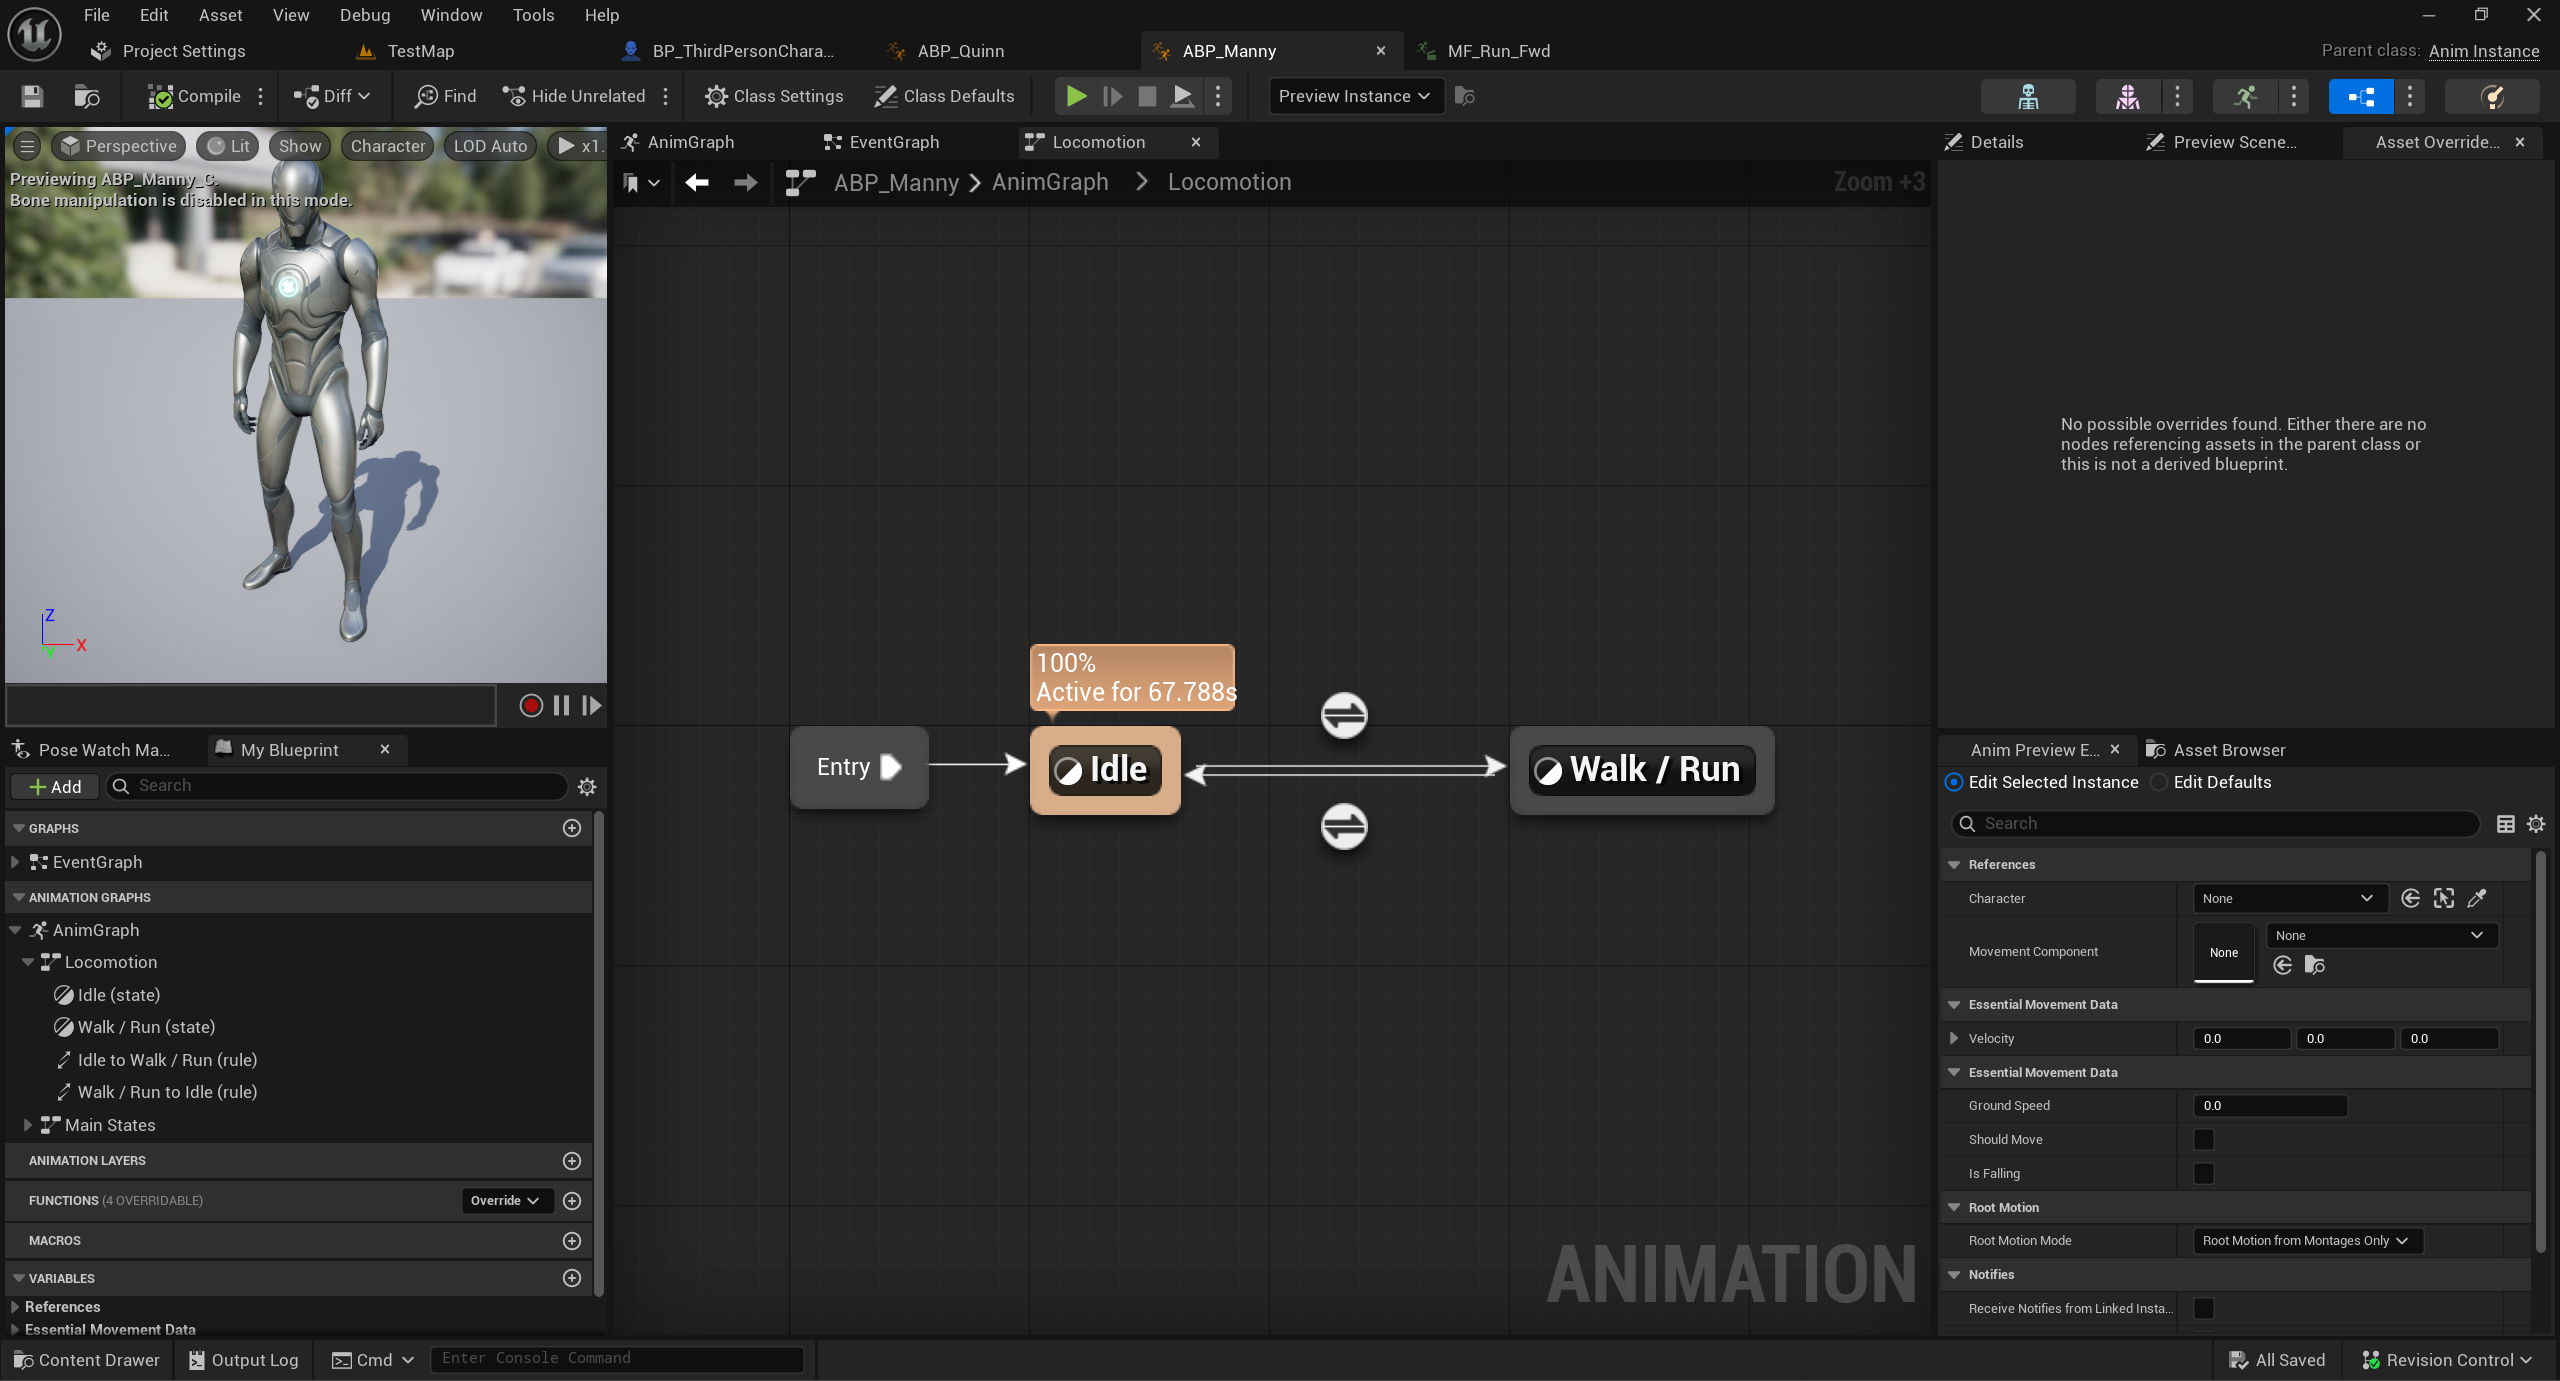 File Edit Asset View Debug Window Tools Help
Project Settings TestMap BP_ThirdPersonChara... ABP_Quinn ABP_Manny MF_Run_Fwd Parent class: Anim Instance
Compile Diff Find Hide Unrelated Class Settings Class Defaults Preview Instance
Perspective Lit Show Character LOD Auto x1.
Previewing ABP_Manny_C.
Bone manipulation is disabled in this mode.
Z
X
Y
AnimGraph EventGraph Locomotion
ABP_Manny > AnimGraph > Locomotion Zoom +3
100%
Active for 67.788s
Entry Idle Walk / Run
ANIMATION
Details Preview Scene... Asset Override...
No possible overrides found. Either there are no
nodes referencing assets in the parent class or
this is not a derived blueprint.
Pose Watch Ma... My Blueprint
Add Search
GRAPHS
EventGraph
ANIMATION GRAPHS
AnimGraph
Locomotion
Idle (state)
Walk / Run (state)
Idle to Walk / Run (rule)
Walk / Run to Idle (rule)
Main States
ANIMATION LAYERS
FUNCTIONS (4 OVERRIDABLE) Override
MACROS
VARIABLES
References
Essential Movement Data
Anim Preview E... Asset Browser
Edit Selected Instance Edit Defaults
Search
References
Character None
Movement Component None None
Essential Movement Data
Velocity 0.0 0.0 0.0
Essential Movement Data
Ground Speed 0.0
Should Move
Is Falling
Root Motion
Root Motion Mode Root Motion from Montages Only
Notifies
Receive Notifies from Linked Insta...
Content Drawer Output Log Cmd Enter Console Command All Saved Revision Control